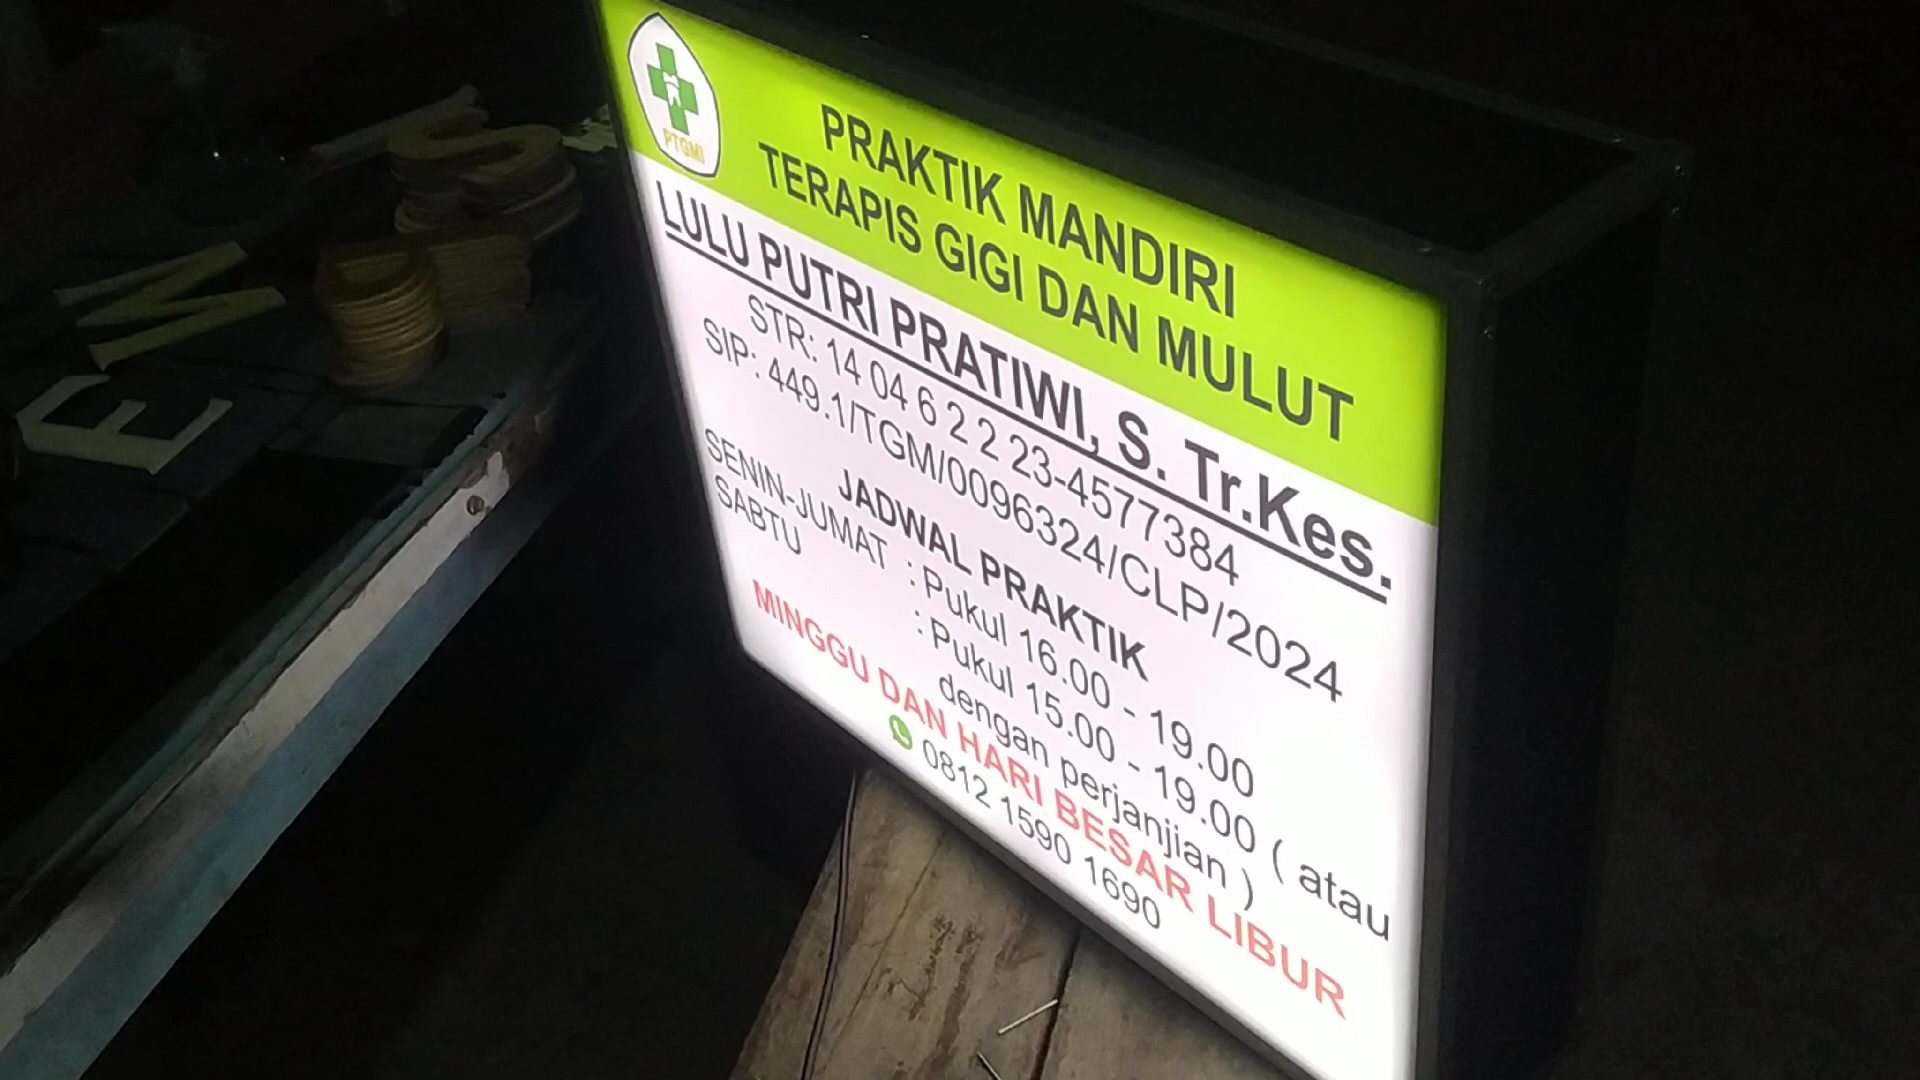 PTGMI
PRAKTIK MANDIRI
TERAPIS GIGI DAN MULUT
LULU PUTRI PRATIWI, S. Tr.Kes.
STR: 14 04 6 2 2 23-4577384
SIP: 449.1/TGM/0096324/CLP/2024
JADWAL PRAKTIK
SENIN-JUMAT : Pukul 16.00 - 19.00
SABTU : Pukul 15.00 - 19.00 ( atau
dengan perjanjian )
MINGGU DAN HARI BESAR LIBUR
0812 1590 1690
S
N
E